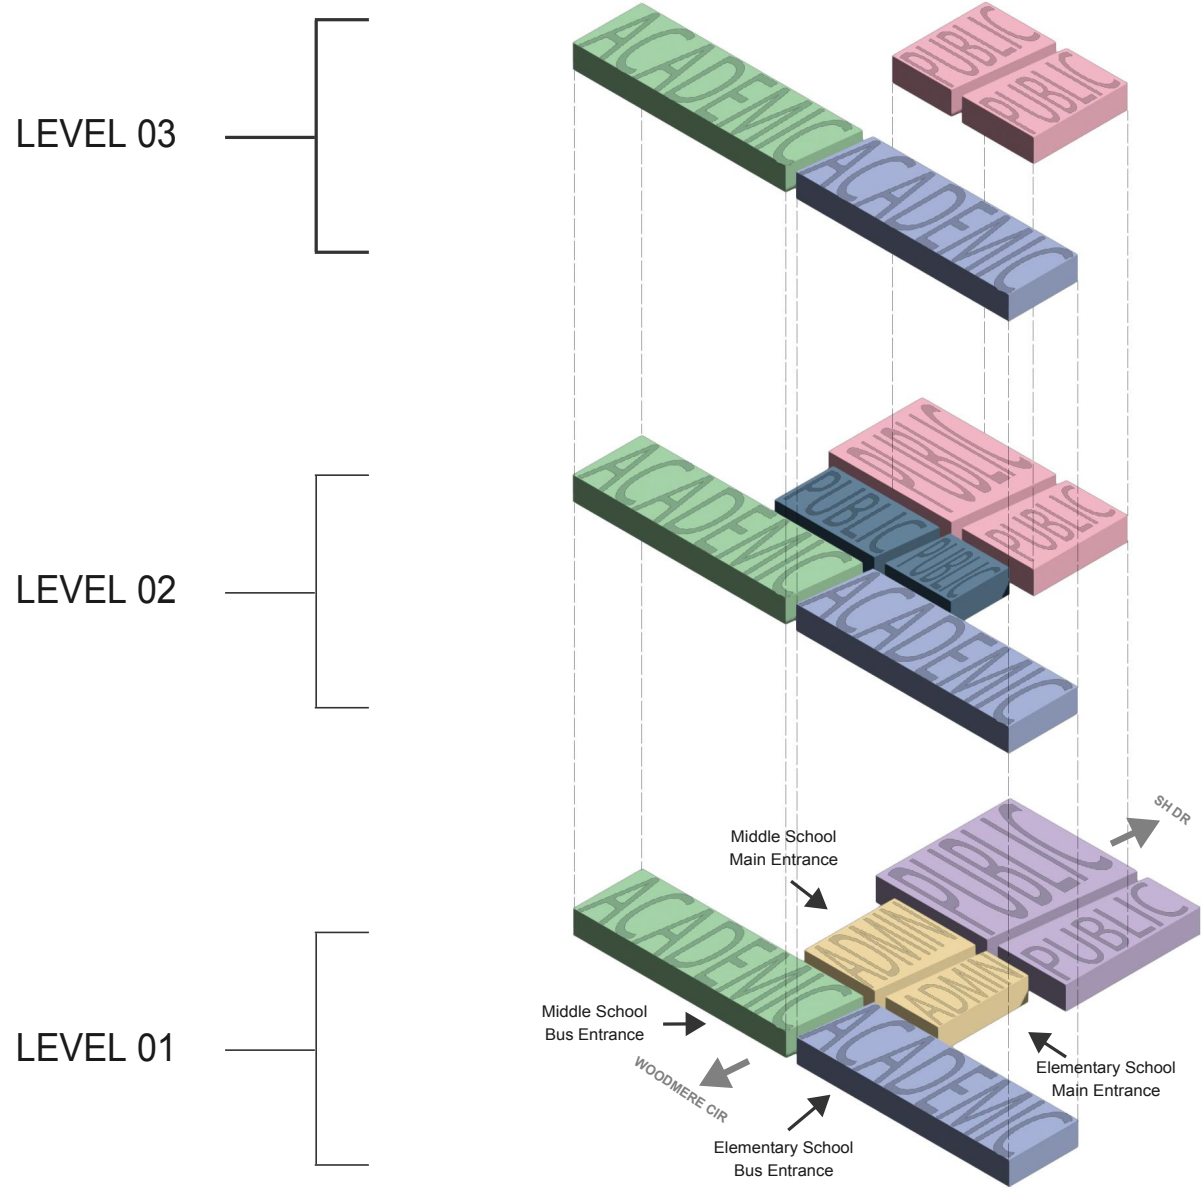 LEVEL 03
ACADEMIC
PUBLIC
PUBLIC
ACADEMIC
LEVEL 02
ACADEMIC
PUBLIC
PUBLIC
PUBLIC
PUBLIC
ACADEMIC
LEVEL 01
SH DR
Middle School
Main Entrance
ACADEMIC
PUBLIC
PUBLIC
ADMIN
ADMIN
ACADEMIC
Middle School
Bus Entrance
WOODMERE CIR
Elementary School
Main Entrance
Elementary School
Bus Entrance